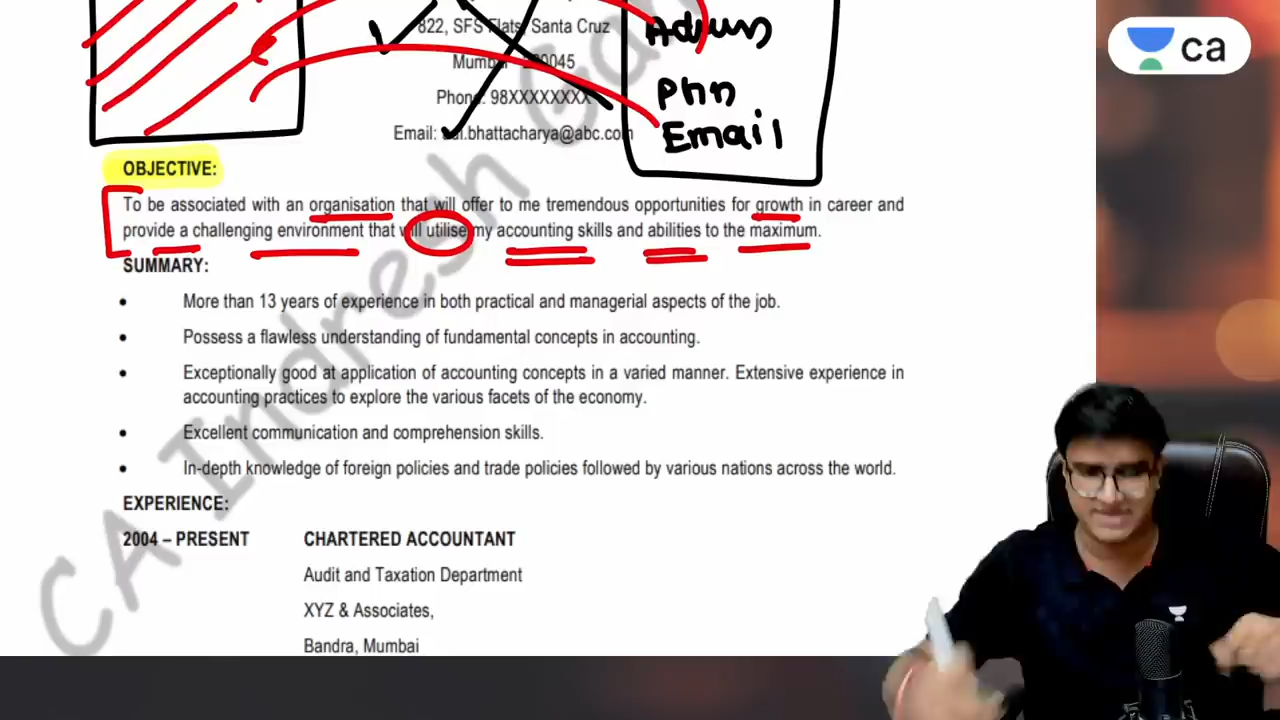 822, SFS Flats, Santa Cruz
Adrus
ca
Phone: 98XXXXXXXX
Phn
Email
OBJECTIVE:
To be associated with an organisation that will offer to me tremendous opportunities for growth in career and
provide a challenging environment that will utilise my accounting skills and abilities to the maximum.
SUMMARY:
• More than 13 years of experience in both practical and managerial aspects of the job.
• Possess a flawless understanding of fundamental concepts in accounting.
• Exceptionally good at application of accounting concepts in a varied manner. Extensive experience in
accounting practices to explore the various facets of the economy.
• Excellent communication and comprehension skills.
• In-depth knowledge of foreign policies and trade policies followed by various nations across the world.
EXPERIENCE:
2004 – PRESENT CHARTERED ACCOUNTANT
Audit and Taxation Department
XYZ & Associates,
Bandra, Mumbai
CA Indresh